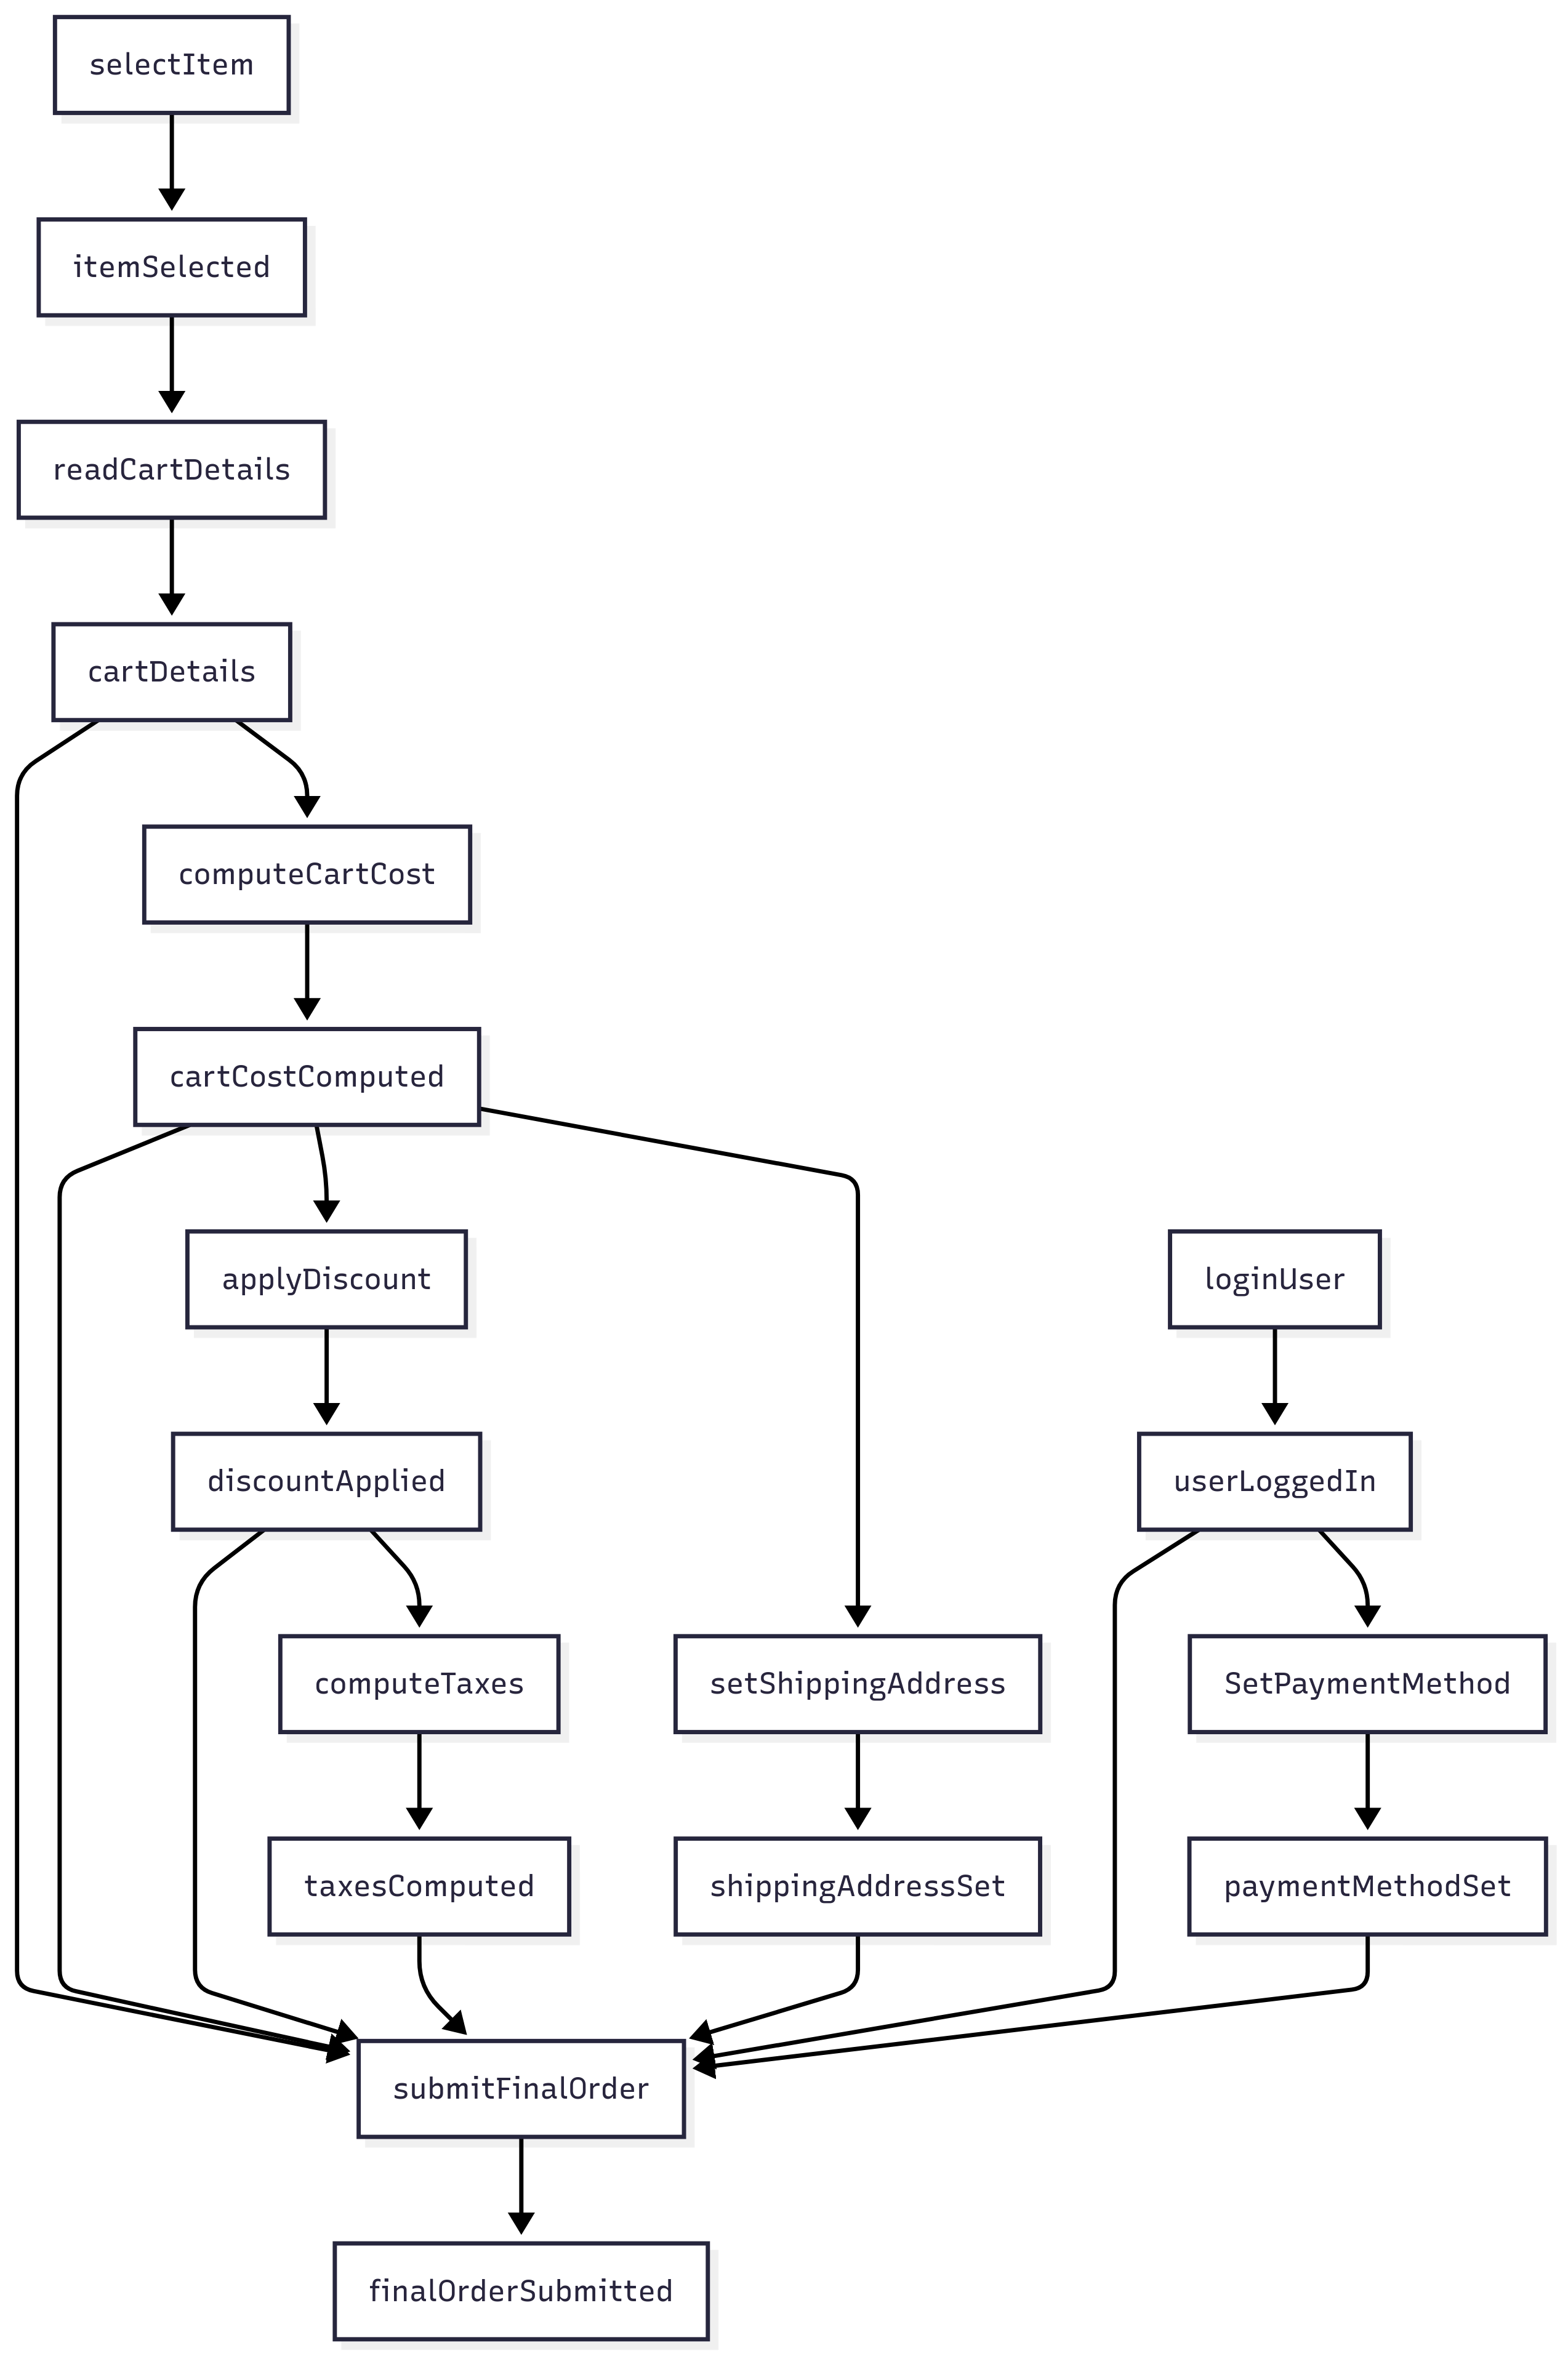 selectItem
itemSelected
readCartDetails
cartDetails
computeCartCost
cartCostComputed
applyDiscount
loginUser
discountApplied
userLoggedIn
computeTaxes
setShippingAddress
SetPaymentMethod
taxesComputed
shippingAddressSet
paymentMethodSet
submitFinalOrder
finalOrderSubmitted